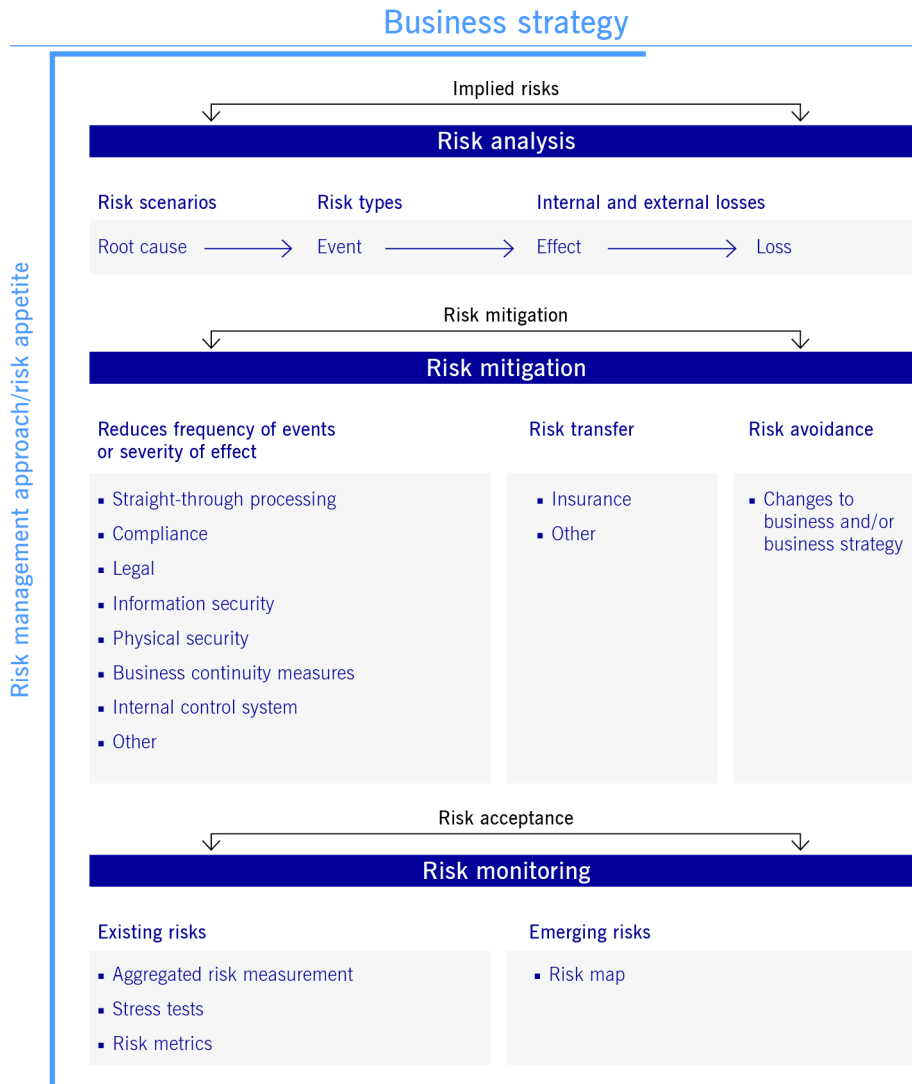 Business strategy
Risk management approach/risk appetite
Implied risks
Risk analysis
Risk scenarios
Risk types
Internal and external losses
Root cause
Event
Effect
Loss
Risk mitigation
Risk mitigation
Reduces frequency of events
or severity of effect
▪ Straight-through processing
▪ Compliance
▪ Legal
▪ Information security
▪ Physical security
▪ Business continuity measures
▪ Internal control system
▪ Other
Risk transfer
▪ Insurance
▪ Other
Risk avoidance
▪ Changes to
business and/or
business strategy
Risk acceptance
Risk monitoring
Existing risks
▪ Aggregated risk measurement
▪ Stress tests
▪ Risk metrics
Emerging risks
▪ Risk map